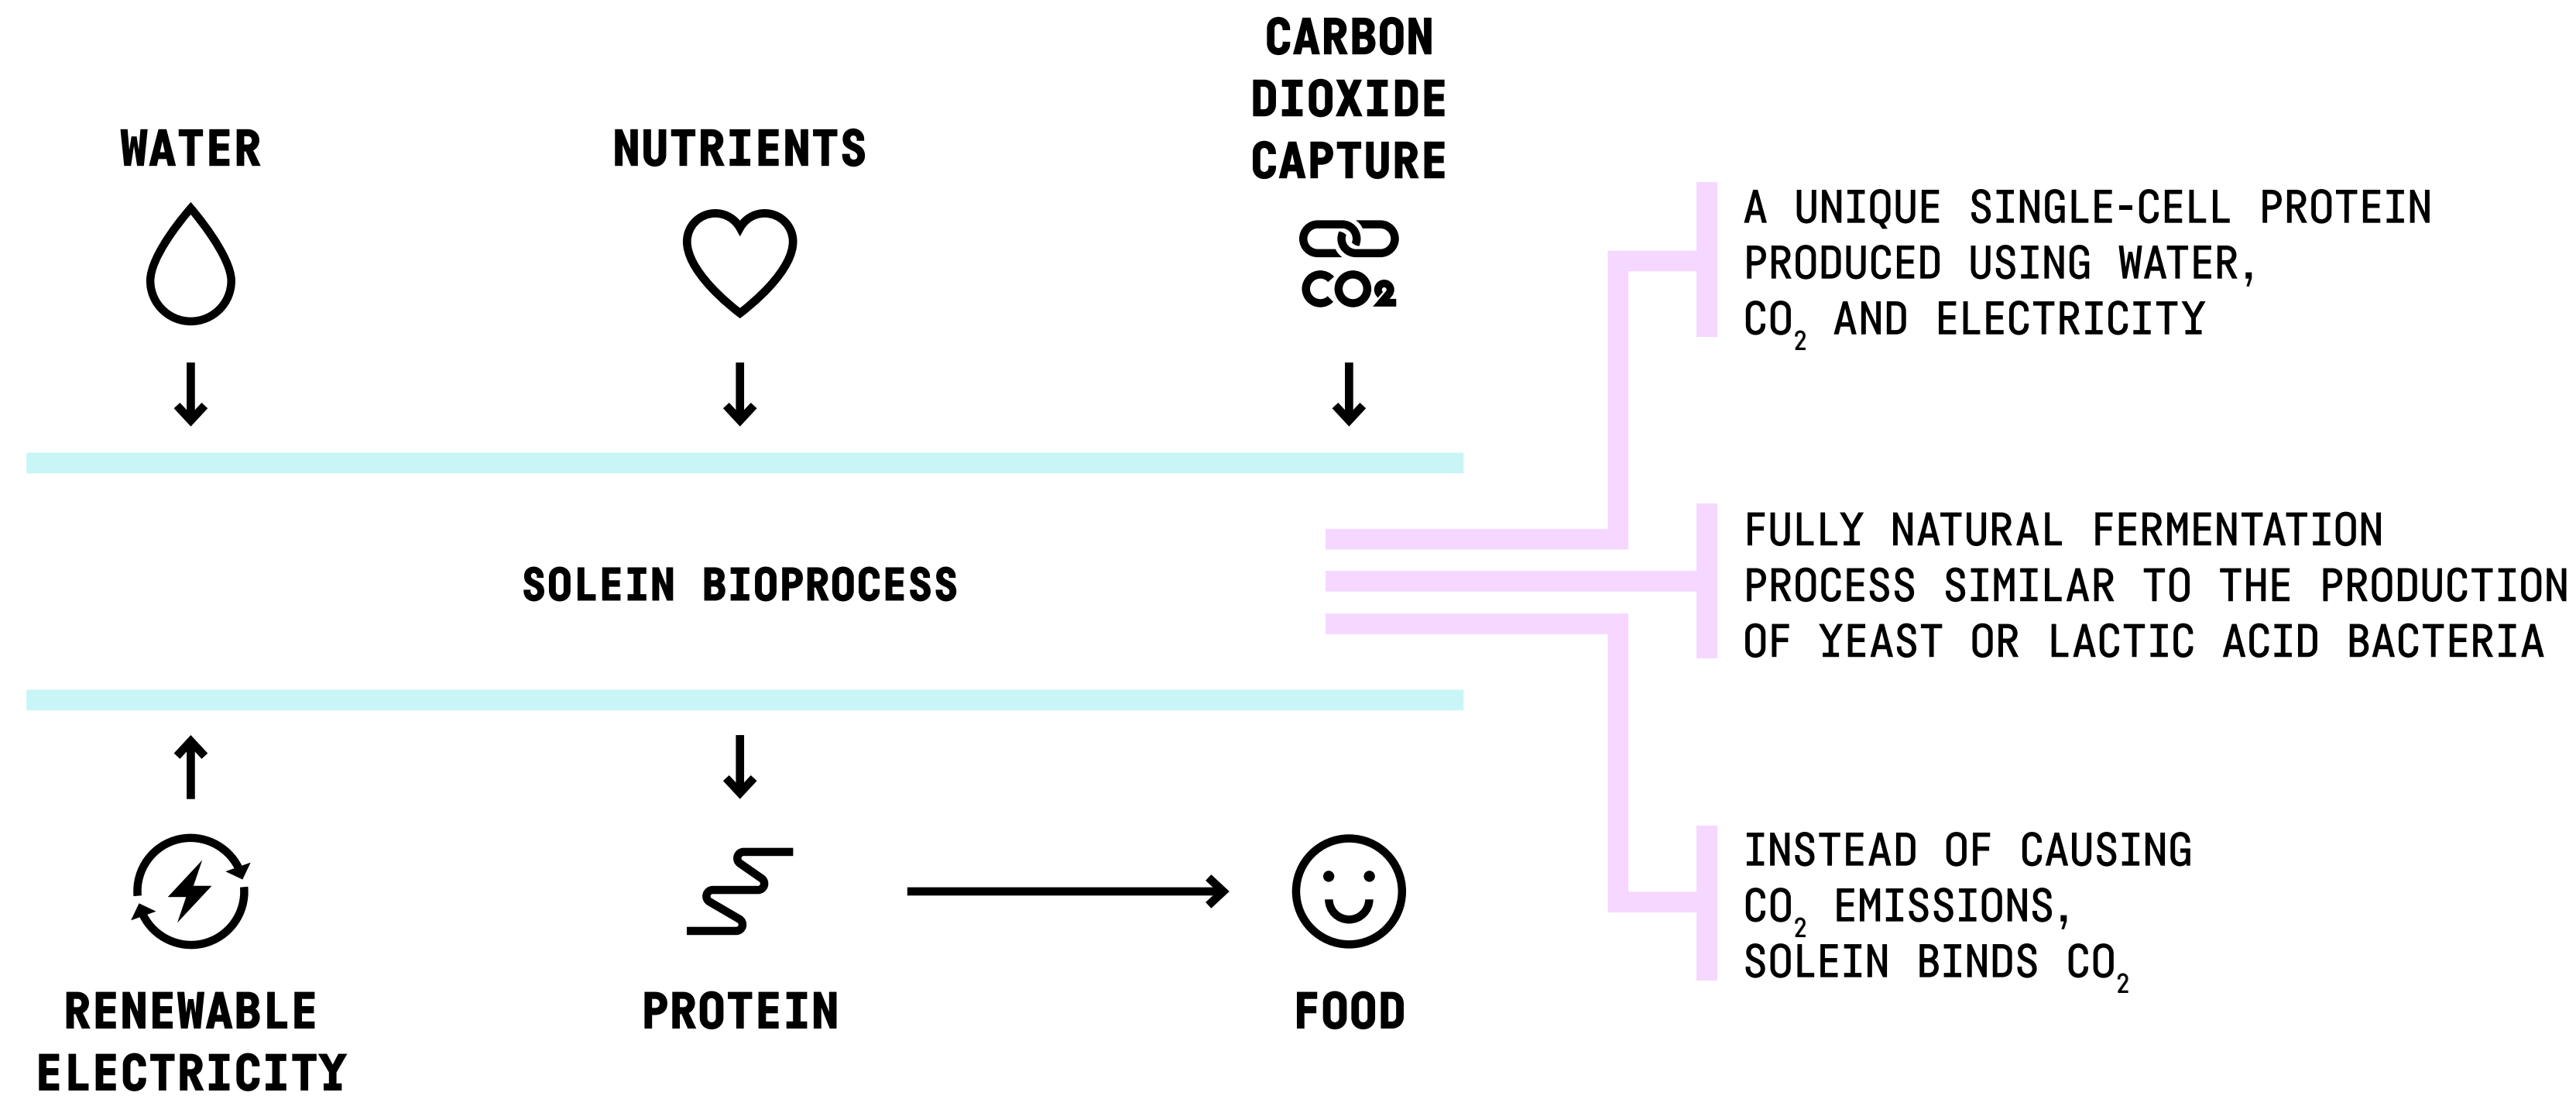 WATER
NUTRIENTS
CARBON
DIOXIDE
CAPTURE
CO2
SOLEIN BIOPROCESS
RENEWABLE
ELECTRICITY
PROTEIN
FOOD
A UNIQUE SINGLE-CELL PROTEIN
PRODUCED USING WATER,
CO₂ AND ELECTRICITY
FULLY NATURAL FERMENTATION
PROCESS SIMILAR TO THE PRODUCTION
OF YEAST OR LACTIC ACID BACTERIA
INSTEAD OF CAUSING
CO₂ EMISSIONS,
SOLEIN BINDS CO₂